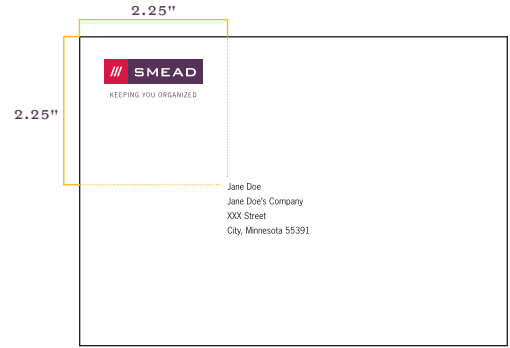 2.25"
SMEAD
KEEPING YOU ORGANIZED
2.25"
Jane Doe
Jane Doe's Company
XXX Street
City, Minnesota 55391